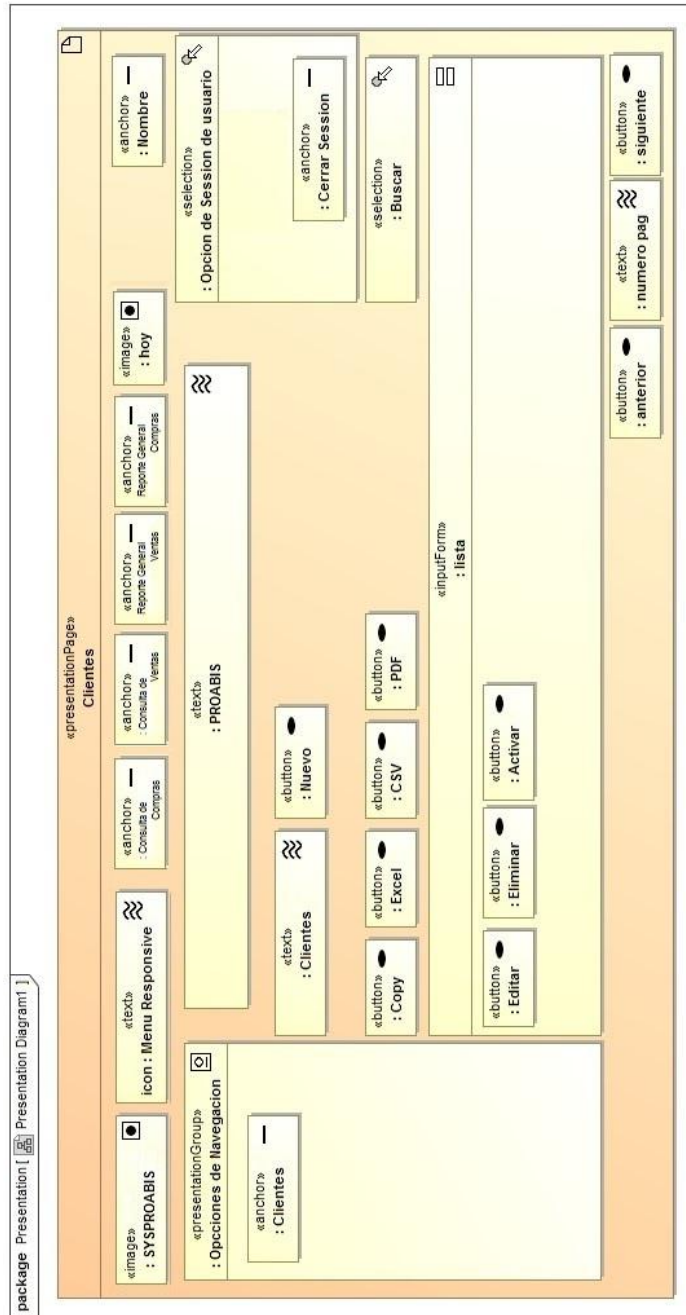 package Presentation [ Presentation Diagram1 ]
«presentationPage»
Clientes
«image»
: SYSPROABIS
«text»
icon : Menu Responsive
«anchor»
: Consulta de
Compras
«anchor»
: Consulta de
Ventas
«anchor»
Reporte General
Ventas
«anchor»
Reporte General
Compras
«image»
: hoy
«anchor»
: Nombre
«presentationGroup»
: Opcciones de Navegacion
«anchor»
: Clientes
«text»
: PROABIS
«selection»
: Opcion de Session de usuario
«anchor»
: Cerrar Session
«text»
: Clientes
«button»
: Nuevo
«button»
: Copy
«button»
: Excel
«button»
: CSV
«button»
: PDF
«selection»
: Buscar
«inputForm»
: lista
«button»
: Editar
«button»
: Eliminar
«button»
: Activar
«button»
: anterior
«text»
: numero pag
«button»
: siguiente